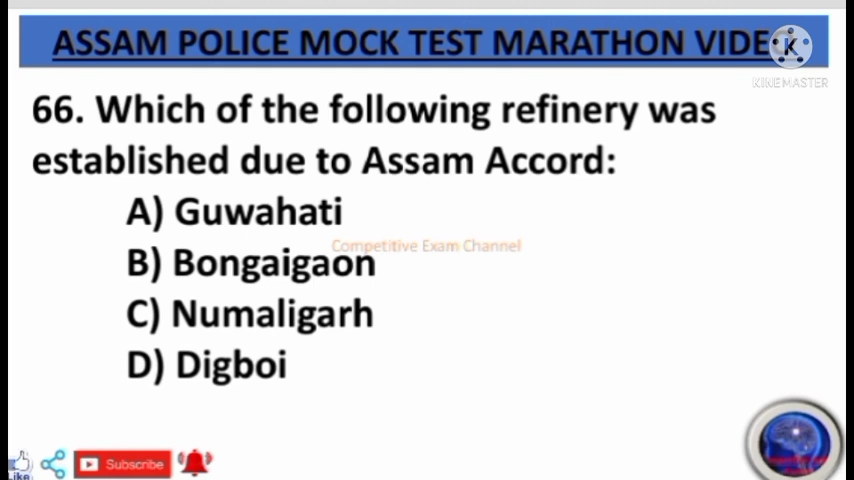 ASSAM POLICE MOCK TEST MARATHON VIDE
K
KINEMASTER
66. Which of the following refinery was
established due to Assam Accord:
A) Guwahati
Competitive Exam Channel
B) Bongaigaon
C) Numaligarh
D) Digboi
Like
Subscribe